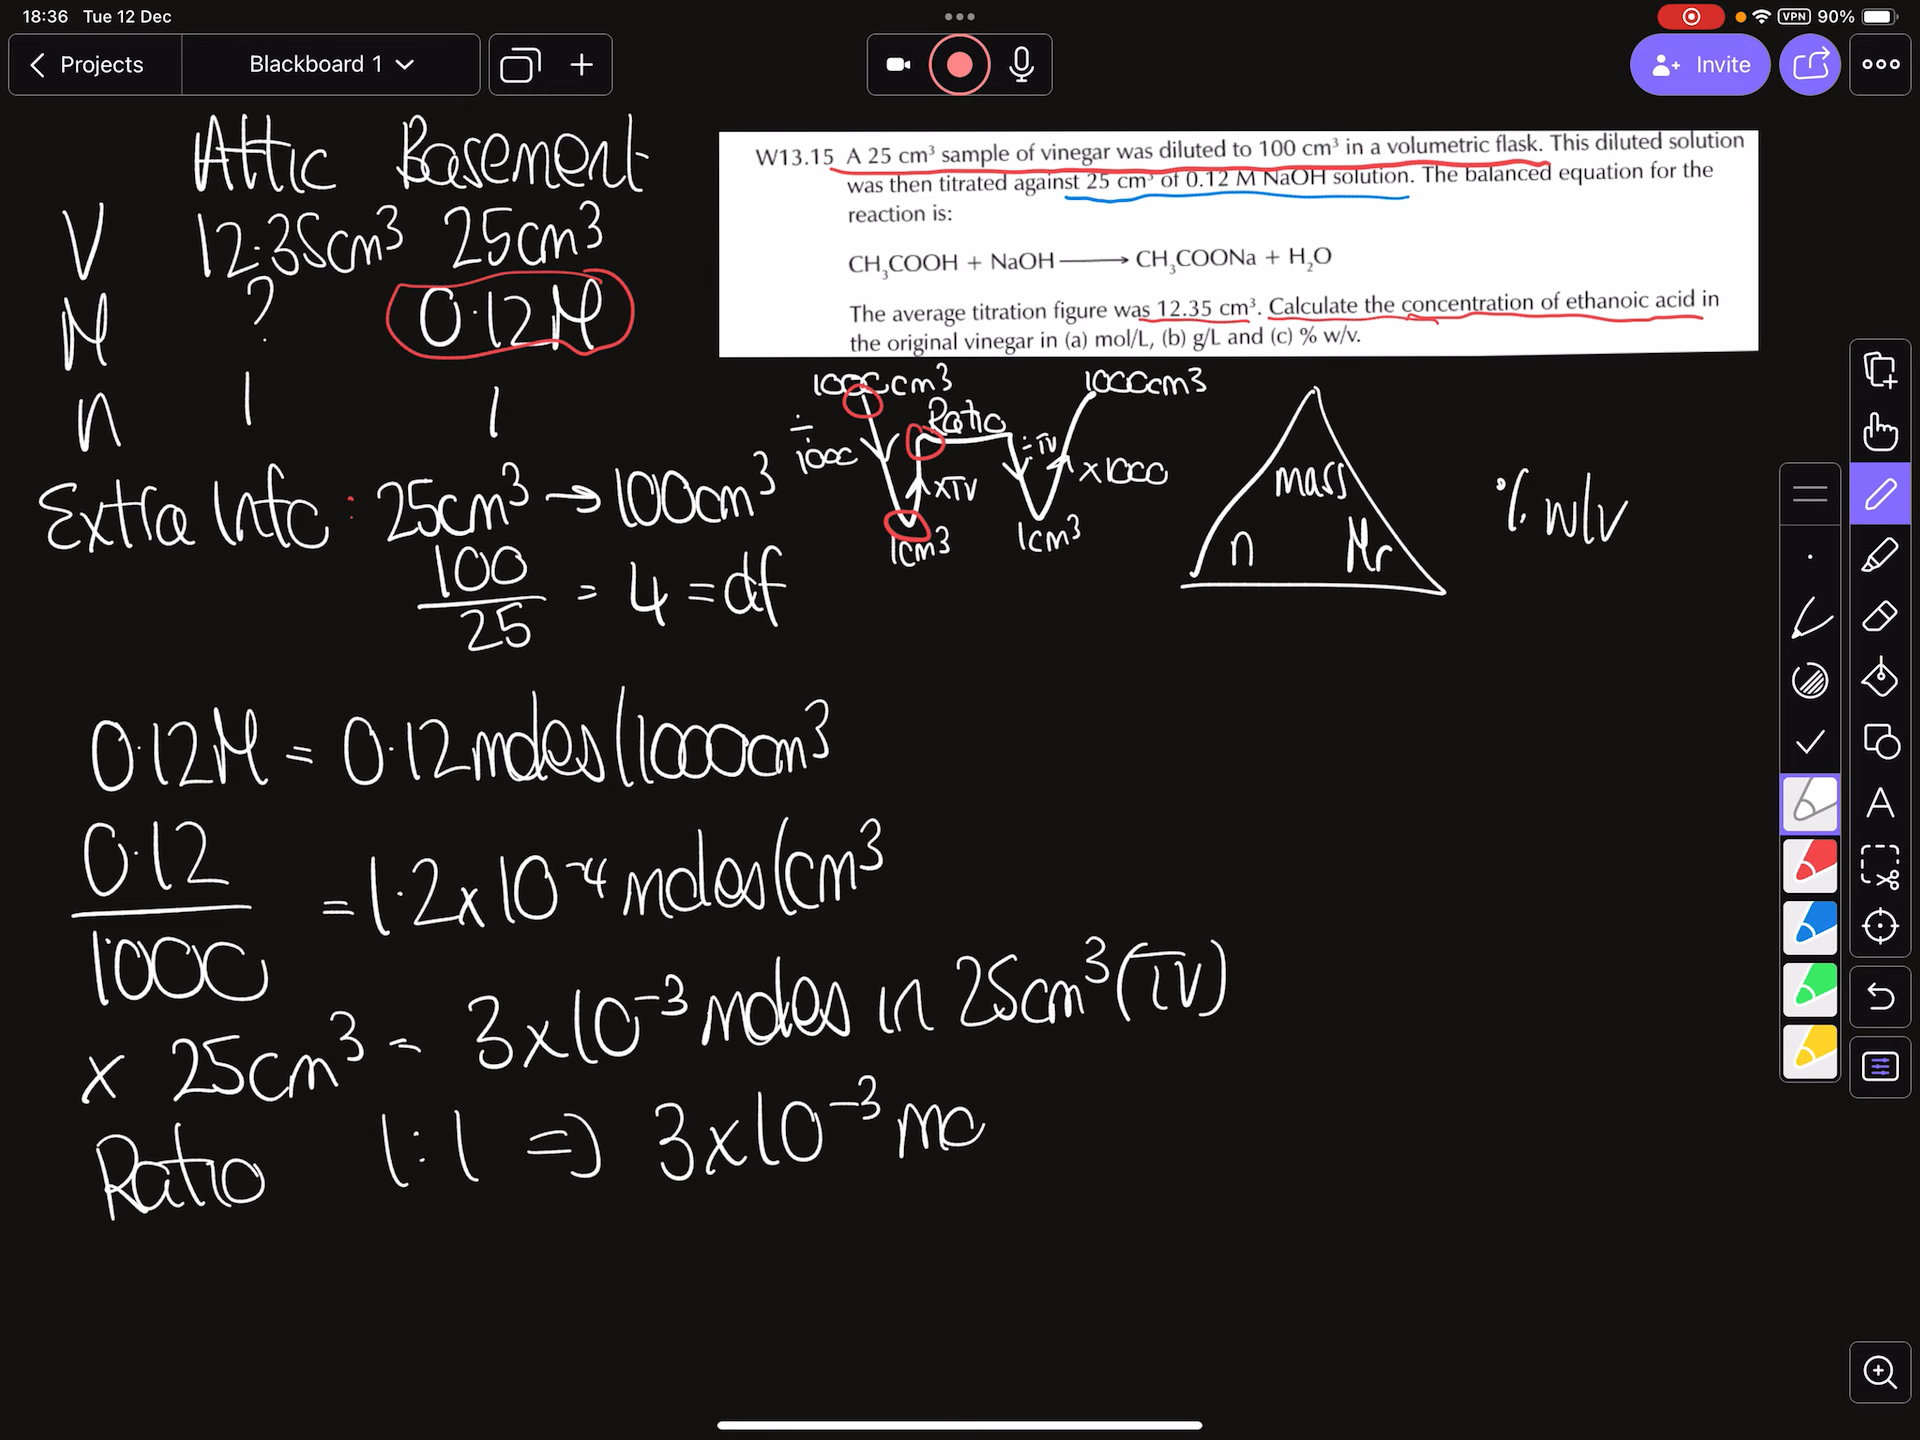 18:36 Tue 12 Dec
VPN 90%
Projects
Blackboard 1
Invite
Attic Basement
V 12.35cm³ 25cm³
M ? 0.12M
n 1 1
Extra Info: 25cm³ → 100cm³
100/25 = 4 = df
W13.15 A 25 cm³ sample of vinegar was diluted to 100 cm³ in a volumetric flask. This diluted solution
was then titrated against 25 cm³ of 0.12 M NaOH solution. The balanced equation for the
reaction is:
CH₃COOH + NaOH ⟶ CH₃COONa + H₂O
The average titration figure was 12.35 cm³. Calculate the concentration of ethanoic acid in
the original vinegar in (a) mol/L, (b) g/L and (c) % w/v.
1000cm³ 1000cm³
Ratio
÷1000 ÷TV
xTV x1000
1cm³ 1cm³
mass
n Mr
% w/v
0.12M = 0.12moles/1000cm³
0.12/1000 = 1.2x10⁻⁴ moles/cm³
x 25cm³ = 3x10⁻³ moles in 25cm³ (TV)
Ratio 1:1 => 3x10⁻³ mo
A